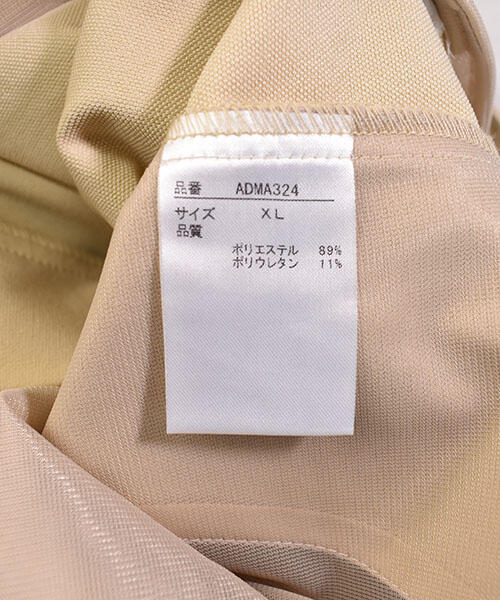 品番 ADMA324
サイズ XL
品質
ポリエステル 89%
ポリウレタン 11%